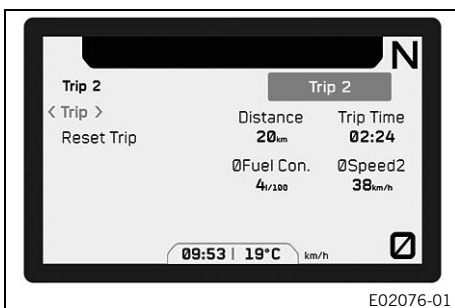 N
Trip 2
Trip 2
< Trip >
Distance
Trip Time
Reset Trip
20km
02:24
ØFuel Con.
ØSpeed2
4l/100
38km/h
09:53 | 19°C km/h
0
E02076-01